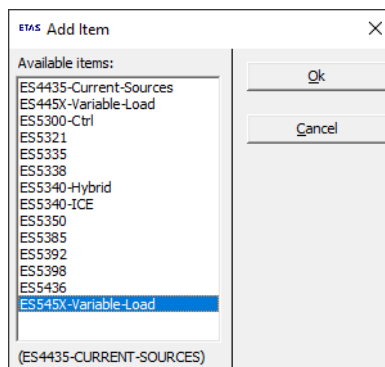 ETAS Add Item
Available items:
ES4435-Current-Sources
ES445X-Variable-Load
ES5300-Ctrl
ES5321
ES5335
ES5338
ES5340-Hybrid
ES5340-ICE
ES5350
ES5385
ES5392
ES5398
ES5436
ES545X-Variable-Load
(ES4435-CURRENT-SOURCES)
Ok
Cancel